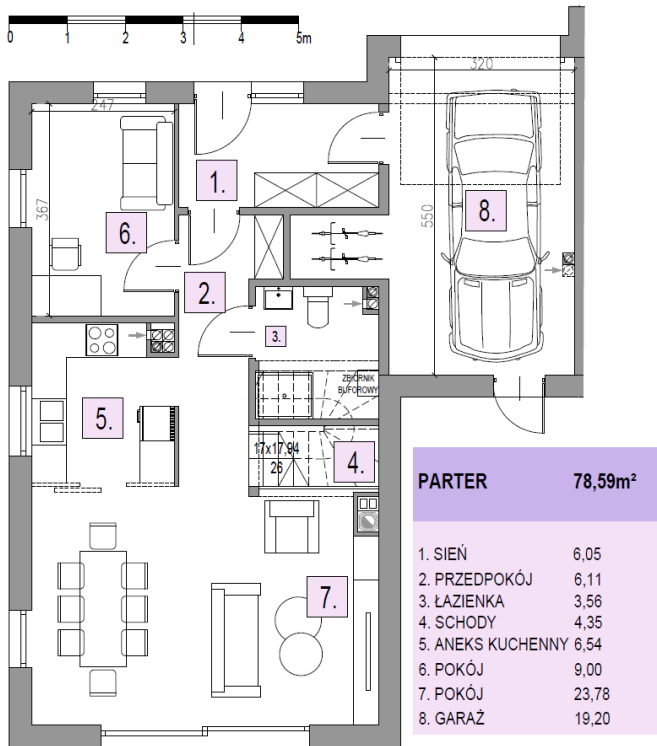 0 1 2 3 4 5m
320
247
1.
367
550
6.
8.
2.
3.
ZBIORNIK
BUFOROWY
5.
17x17,94
26
4.
7.
PARTER 78,59m²
1. SIEŃ 6,05
2. PRZEDPOKÓJ 6,11
3. ŁAZIENKA 3,56
4. SCHODY 4,35
5. ANEKS KUCHENNY 6,54
6. POKÓJ 9,00
7. POKÓJ 23,78
8. GARAŻ 19,20